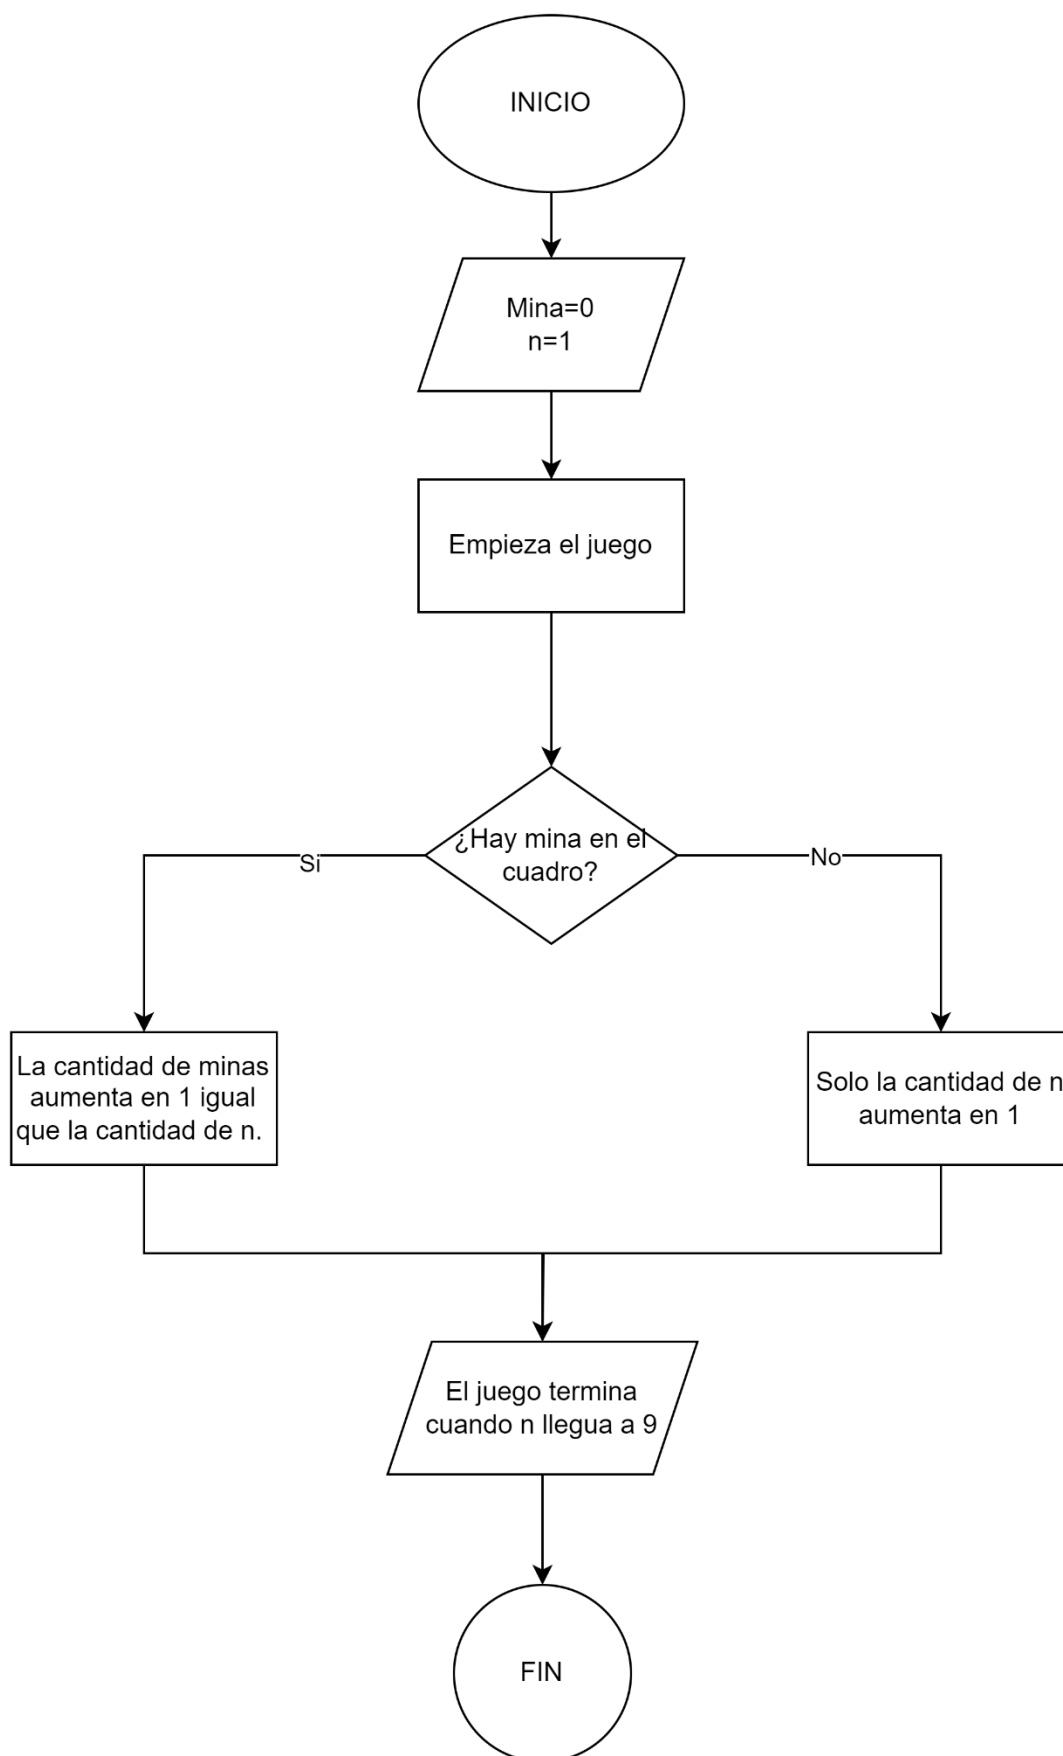 INICIO
Mina=0
n=1
Empieza el juego
¿Hay mina en el
cuadro?
Si
No
La cantidad de minas
aumenta en 1 igual
que la cantidad de n.
Solo la cantidad de n
aumenta en 1
El juego termina
cuando n llegua a 9
FIN